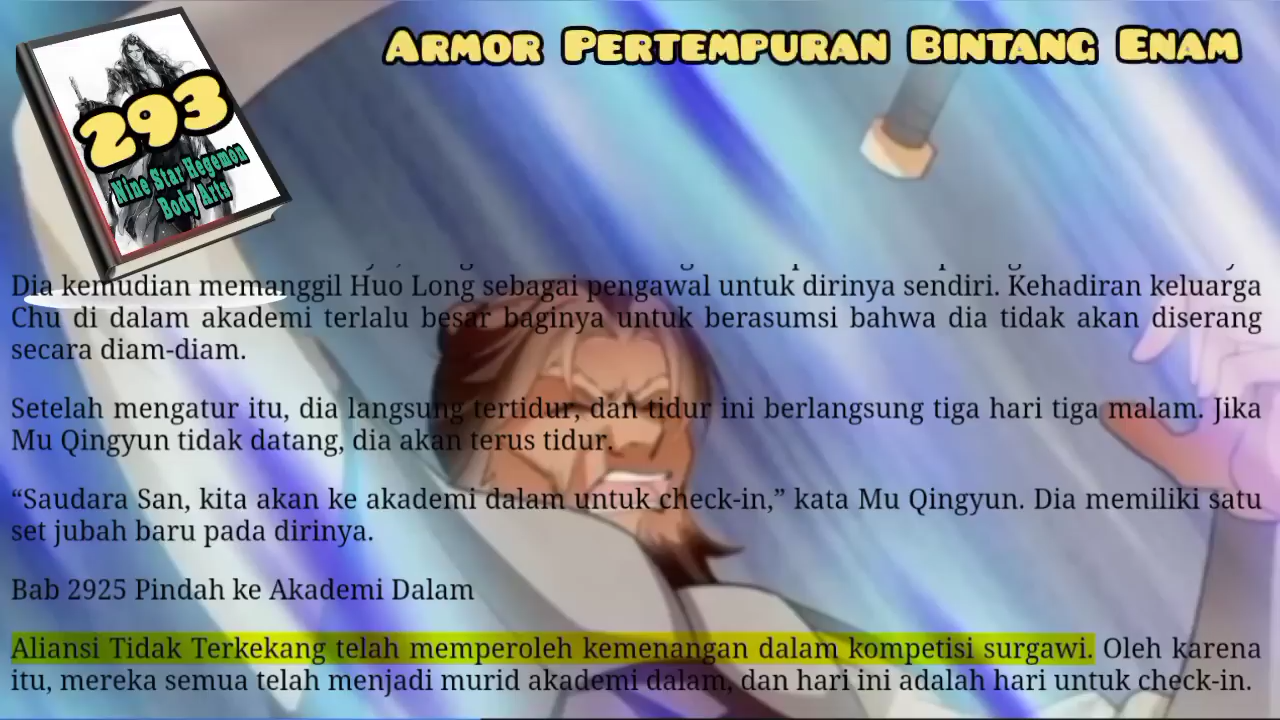 Armor Pertempuran Bintang Enam
293
Nine Star Hegemon
Body Arts
Dia kemudian memanggil Huo Long sebagai pengawal untuk dirinya sendiri. Kehadiran keluarga
Chu di dalam akademi terlalu besar baginya untuk berasumsi bahwa dia tidak akan diserang
secara diam-diam.
Setelah mengatur itu, dia langsung tertidur, dan tidur ini berlangsung tiga hari tiga malam. Jika
Mu Qingyun tidak datang, dia akan terus tidur.
“Saudara San, kita akan ke akademi dalam untuk check-in,” kata Mu Qingyun. Dia memiliki satu
set jubah baru pada dirinya.
Bab 2925 Pindah ke Akademi Dalam
Aliansi Tidak Terkekang telah memperoleh kemenangan dalam kompetisi surgawi. Oleh karena
itu, mereka semua telah menjadi murid akademi dalam, dan hari ini adalah hari untuk check-in.